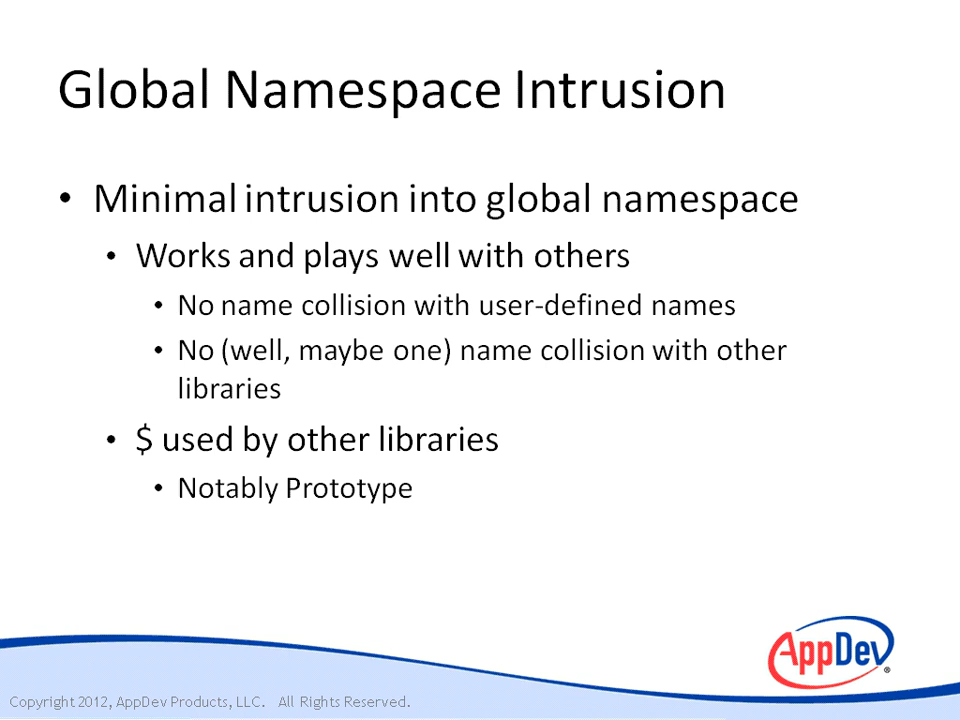 Global Namespace Intrusion
• Minimal intrusion into global namespace
• Works and plays well with others
• No name collision with user-defined names
• No (well, maybe one) name collision with other
libraries
• $ used by other libraries
• Notably Prototype
AppDev®
Copyright 2012, AppDev Products, LLC. All Rights Reserved.